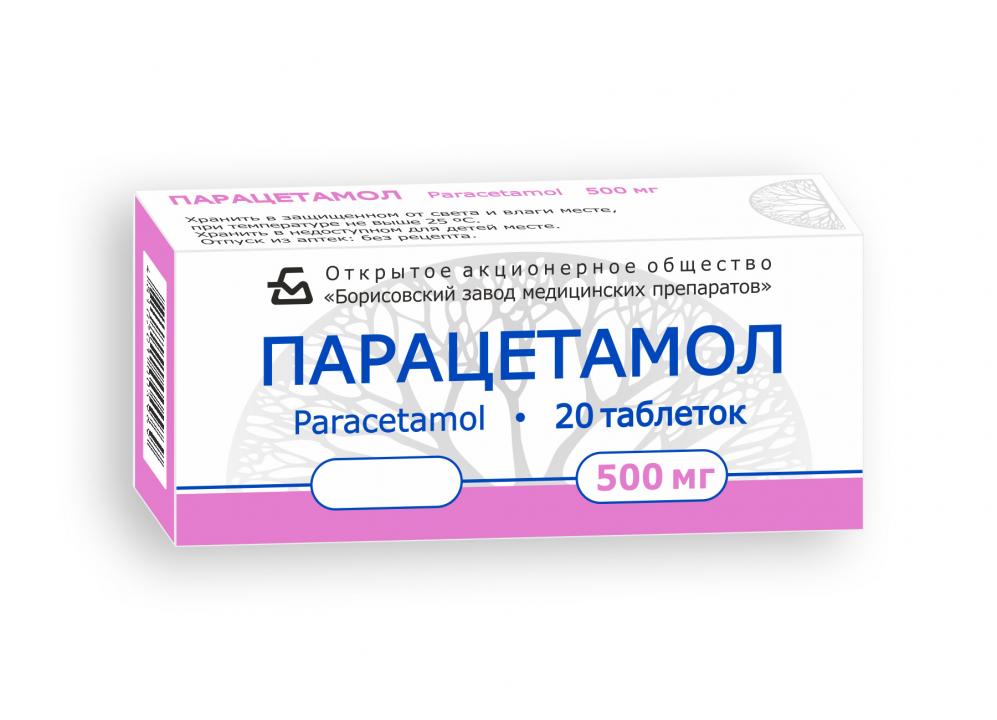 ПАРАЦЕТАМОЛ Paracetamol 500 мг
Хранить в защищенном от света и влаги месте,
при температуре не выше 25 ºС.
Хранить в недоступном для детей месте.
Отпуск из аптек: без рецепта.
Открытое акционерное общество
«Борисовский завод медицинских препаратов»
ПАРАЦЕТАМОЛ
Paracetamol • 20 таблеток
500 мг